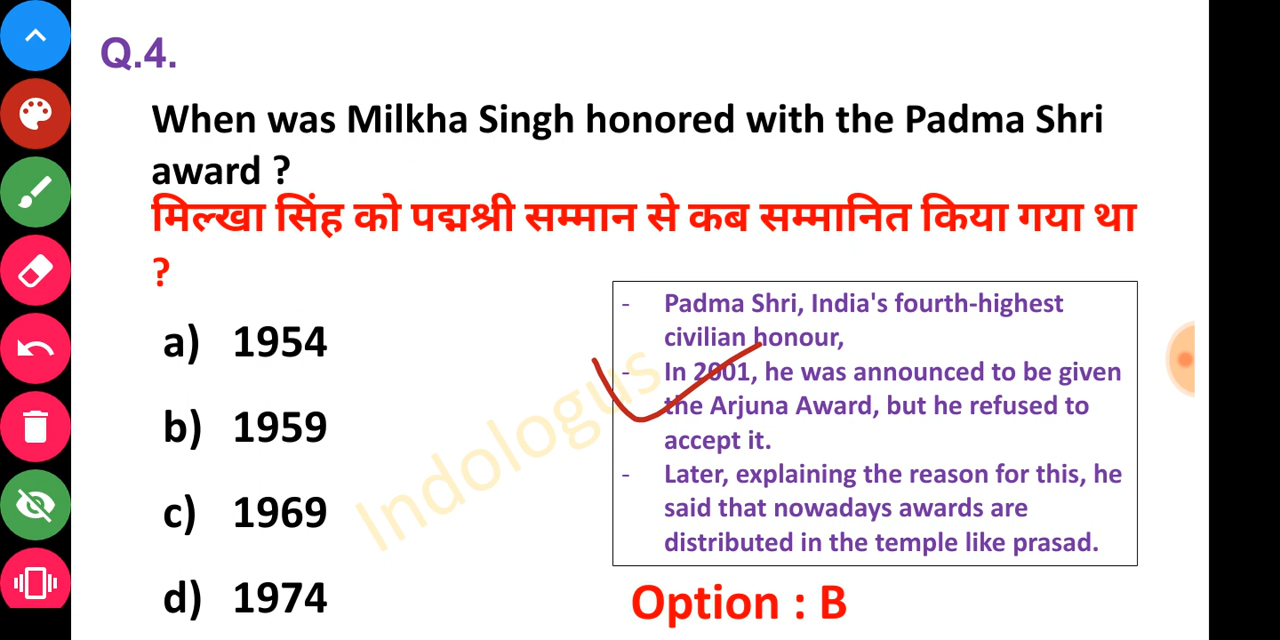 Q.4.
When was Milkha Singh honored with the Padma Shri
award ?
मिल्खा सिंह को पद्मश्री सम्मान से कब सम्मानित किया गया था
?
a) 1954
b) 1959
c) 1969
d) 1974
- Padma Shri, India's fourth-highest
civilian honour,
- In 2001, he was announced to be given
the Arjuna Award, but he refused to
accept it.
- Later, explaining the reason for this, he
said that nowadays awards are
distributed in the temple like prasad.
Indologus
Option : B